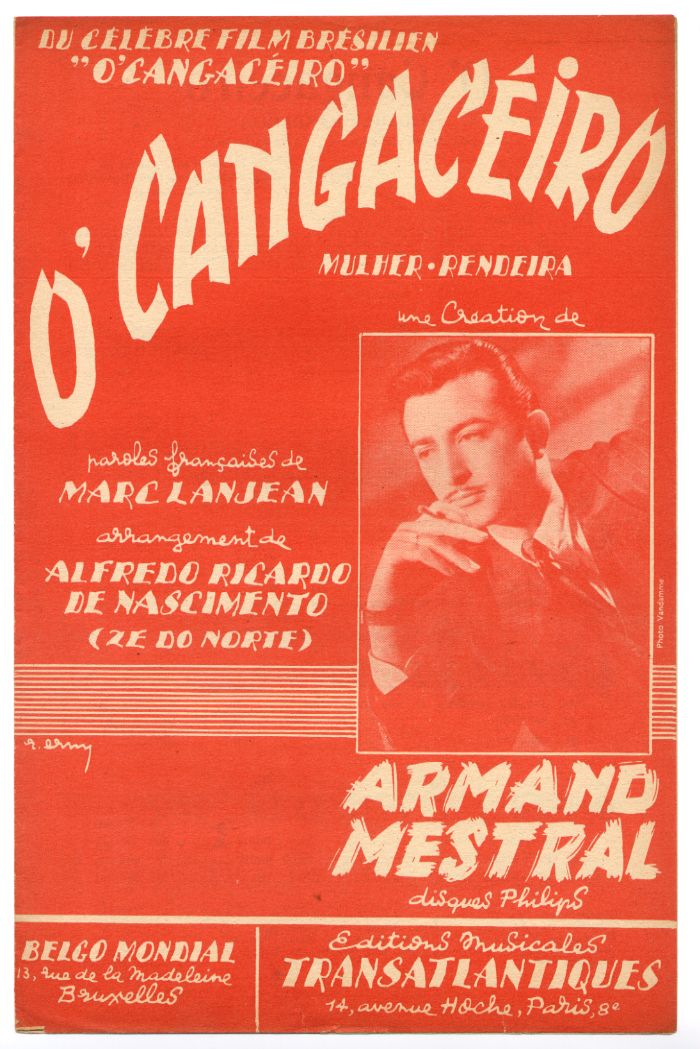 DU CÉLÈBRE FILM BRÉSILIEN
"O'CANGACÉIRO"
O'CANGACÉIRO
MULHER • RENDEIRA
une Création de
paroles françaises de
MARC LANJEAN
arrangement de
ALFREDO RICARDO
DE NASCIMENTO
(ZE DO NORTE)
Photo Vandamme
ARMAND
MESTRAL
disques Philips
BELGO MONDIAL
13, rue de la Madeleine
Bruxelles
Editions Musicales
TRANSATLANTIQUES
14, avenue Hoche, Paris, 8e